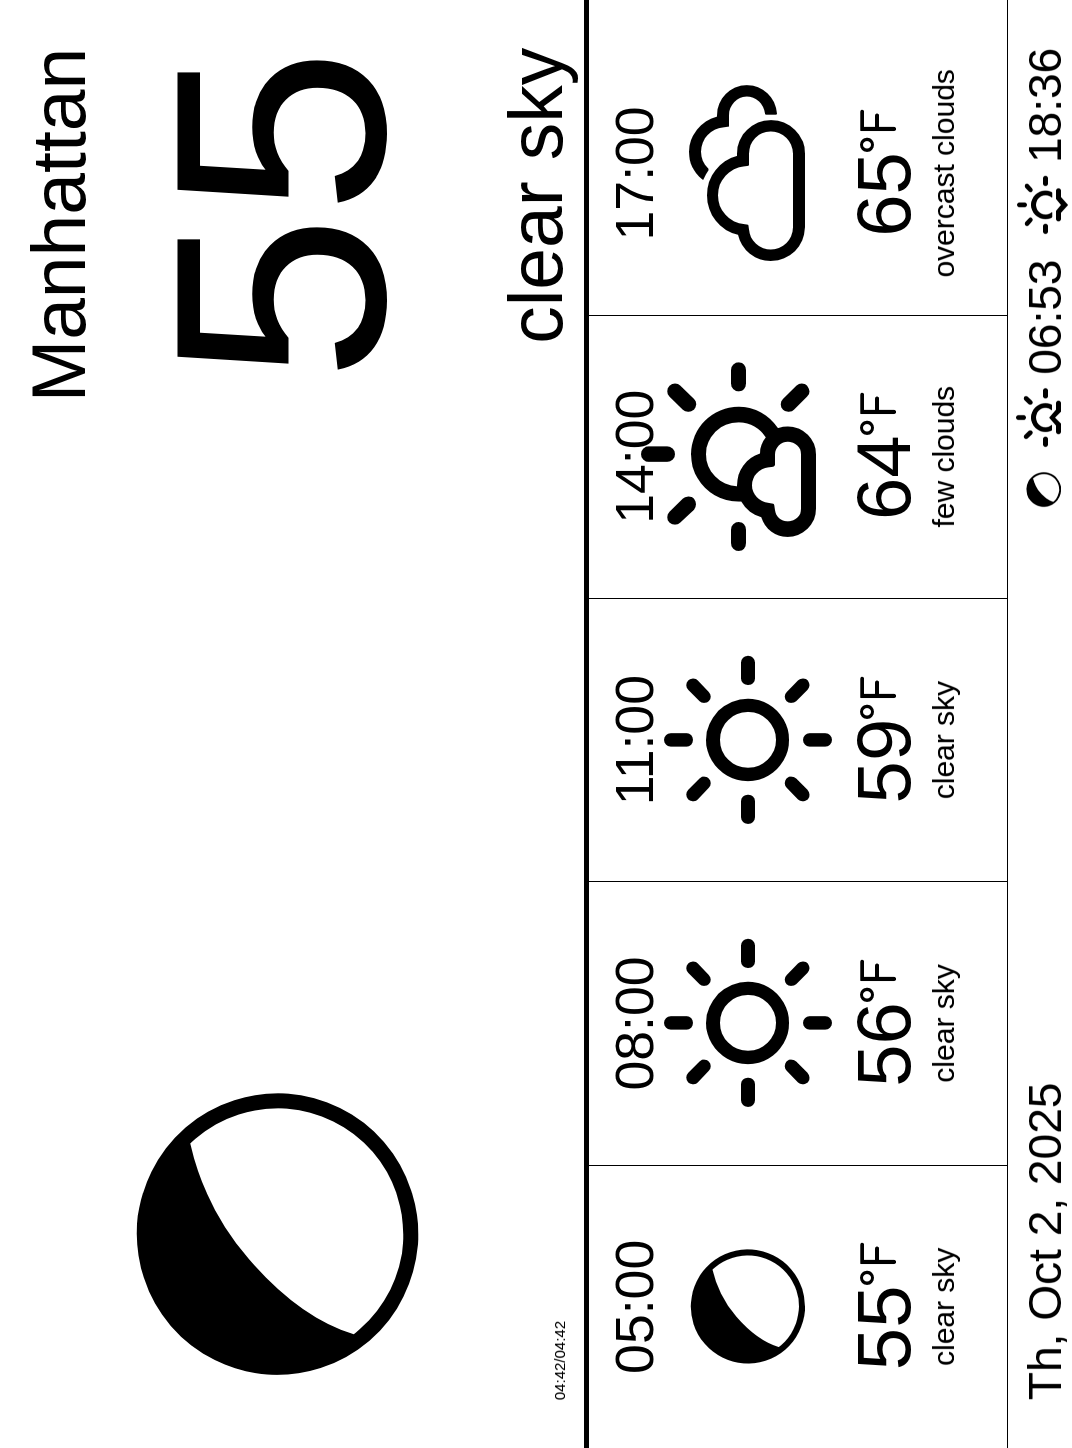 Manhattan
55
clear sky
04:42/04:42
05:00
55°F
clear sky
08:00
56°F
clear sky
11:00
59°F
clear sky
14:00
64°F
few clouds
17:00
65°F
overcast clouds
Th, Oct 2, 2025
06:53
18:36